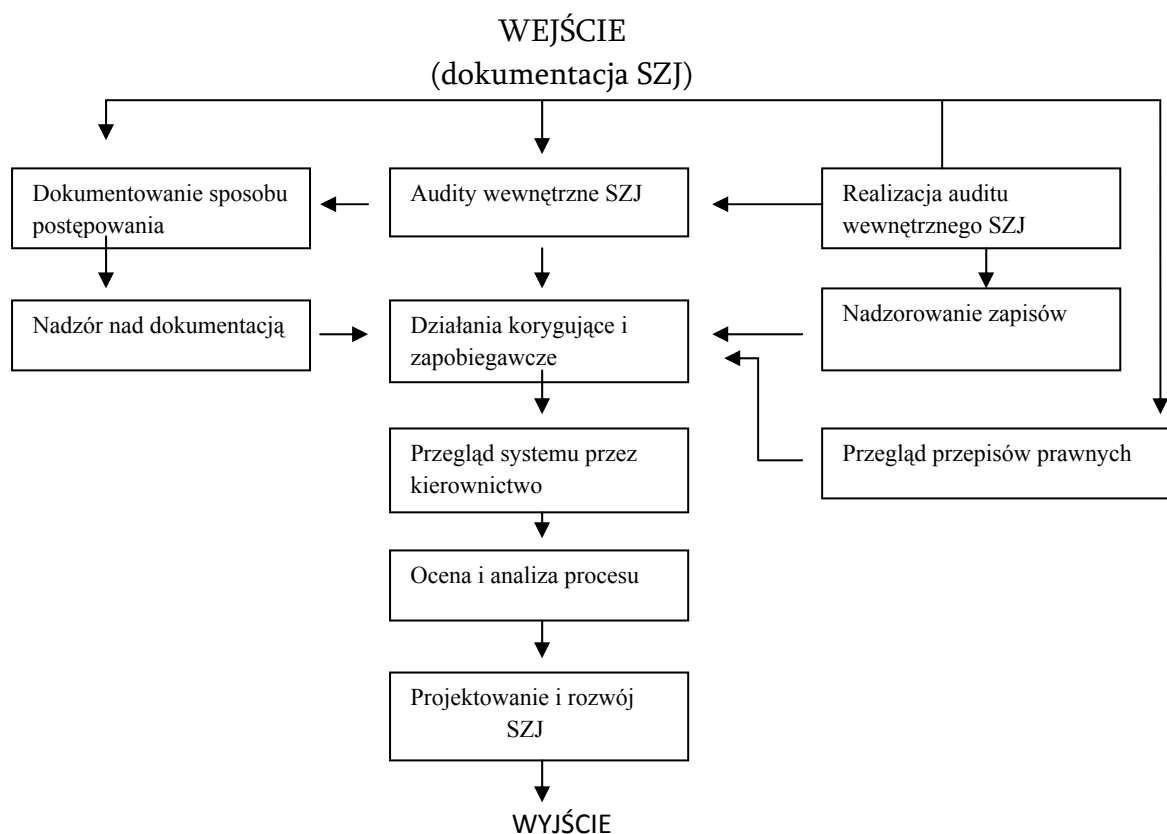 WEJŚCIE
(dokumentacja SZJ)
Dokumentowanie sposobu
postępowania
Audity wewnętrzne SZJ
Realizacja auditu
wewnętrznego SZJ
Nadzór nad dokumentacją
Działania korygujące i
zapobiegawcze
Nadzorowanie zapisów
Przegląd systemu przez
kierownictwo
Przegląd przepisów prawnych
Ocena i analiza procesu
Projektowanie i rozwój
SZJ
WYJŚCIE